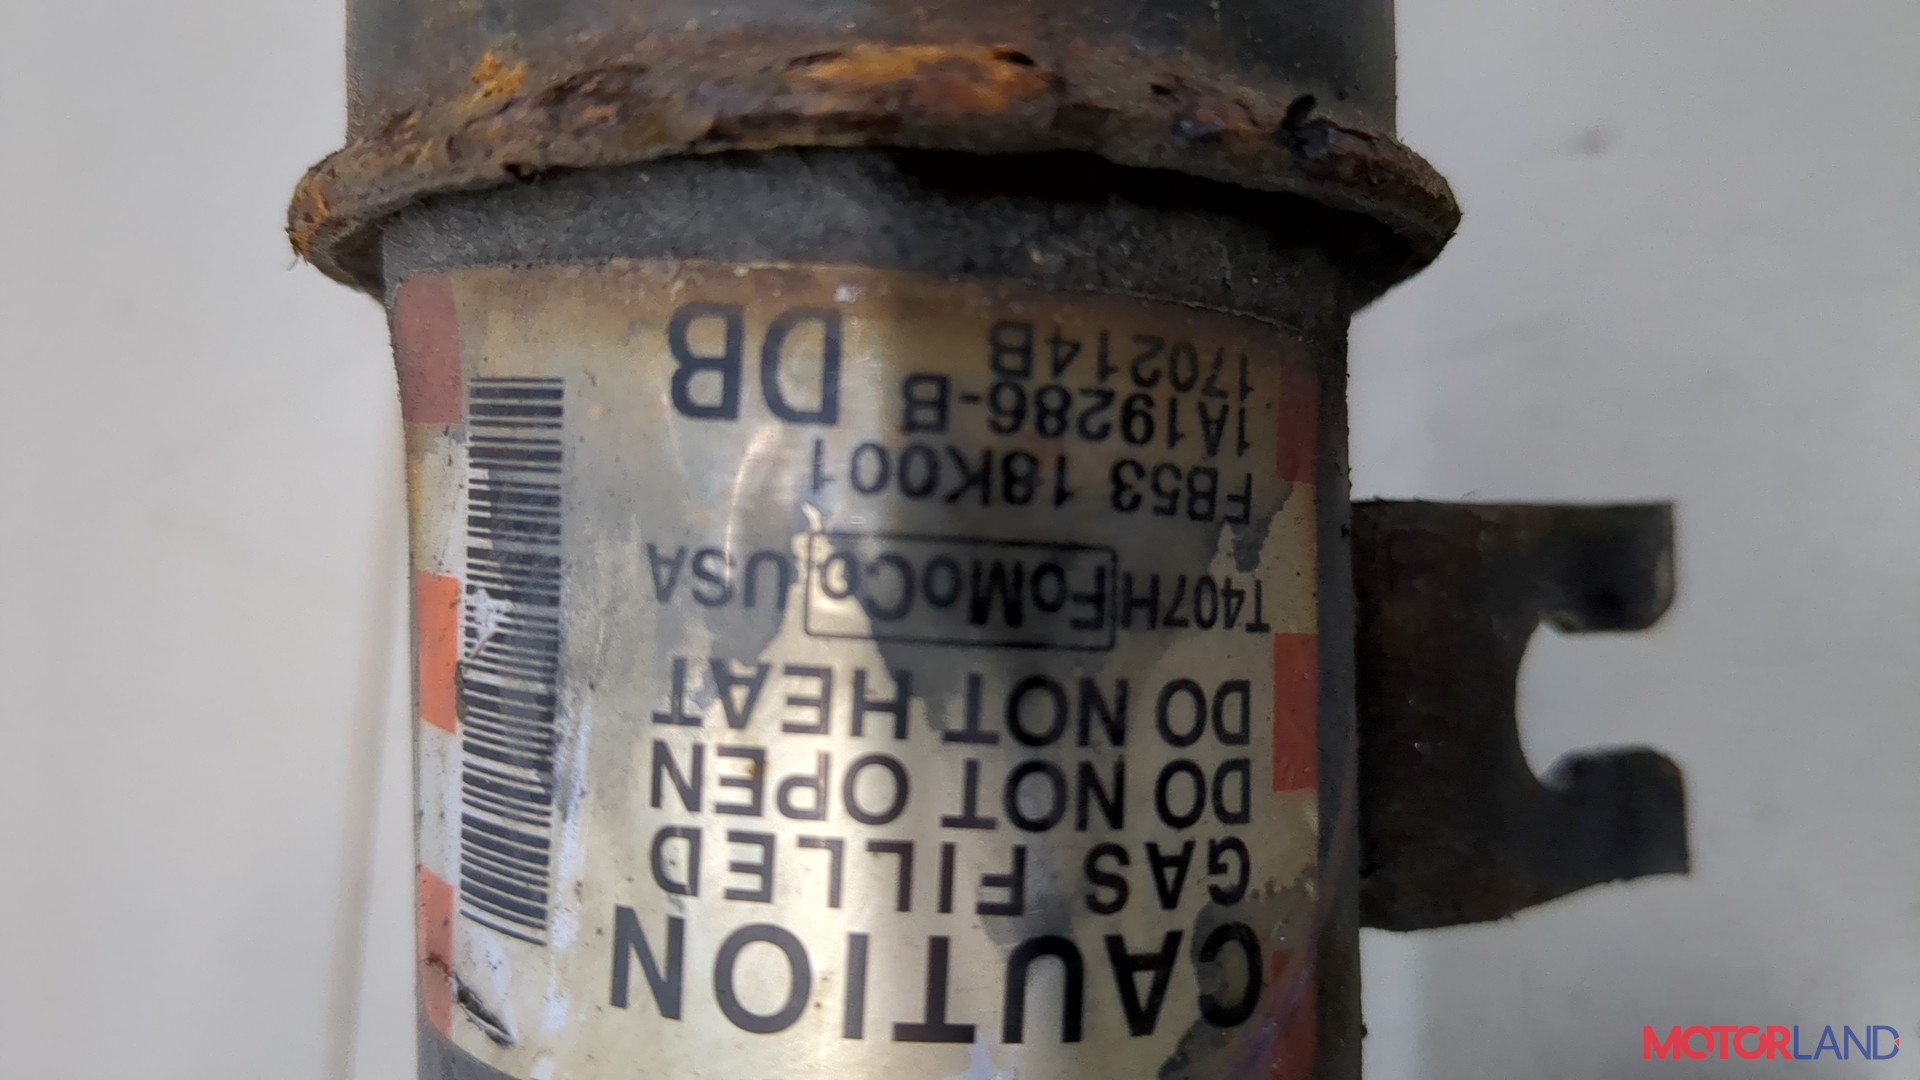 CAUTION
GAS FILLED
DO NOT OPEN
DO NOT HEAT
T407H FoMoCo USA
FB53 18K001
1A19286-B
170214B
DB
MOTORLAND